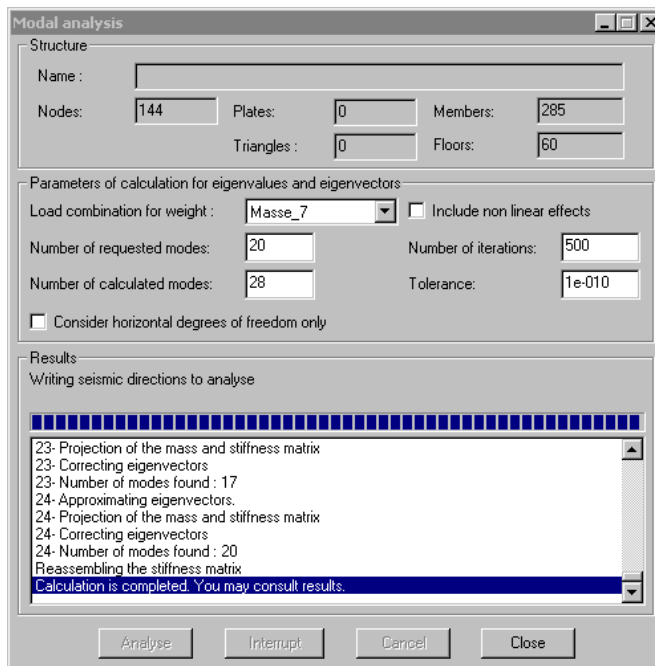 Modal analysis
Structure
Name :
Nodes: 144 Plates: 0 Members: 285
Triangles : 0 Floors: 60
Parameters of calculation for eigenvalues and eigenvectors
Load combination for weight : Masse_7 Include non linear effects
Number of requested modes: 20 Number of iterations: 500
Number of calculated modes: 28 Tolerance: 1e-010
Consider horizontal degrees of freedom only
Results
Writing seismic directions to analyse
23- Projection of the mass and stiffness matrix
23- Correcting eigenvectors
23- Number of modes found : 17
24- Approximating eigenvectors.
24- Projection of the mass and stiffness matrix
24- Correcting eigenvectors
24- Number of modes found : 20
Reassembling the stiffness matrix
Calculation is completed. You may consult results.
Analyse Interrupt Cancel Close